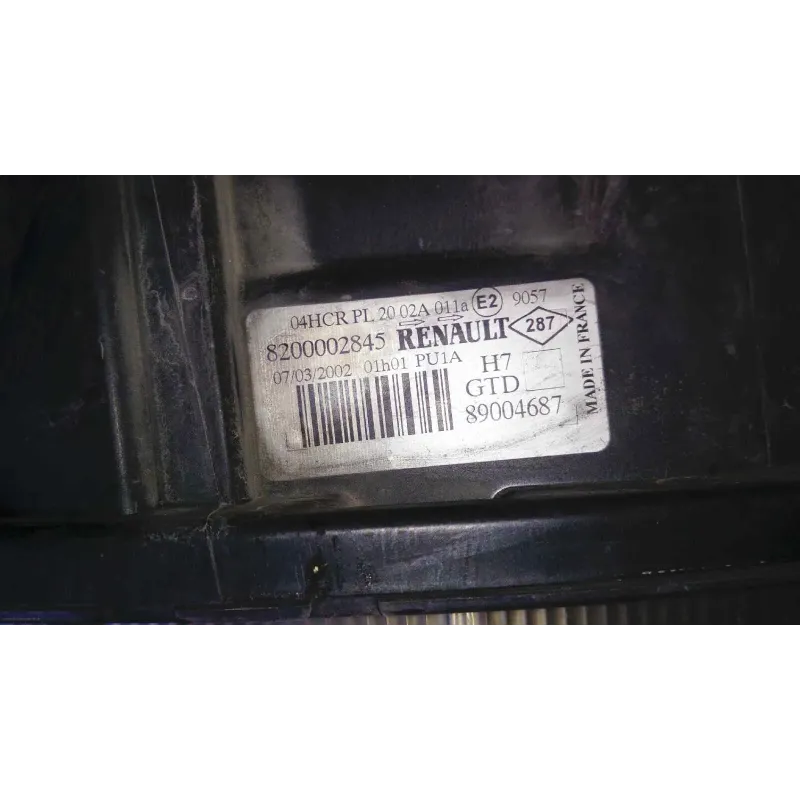 04HCR PL 20 02A 011a E2 9057
8200002845 RENAULT 287
07/03/2002 01h01 PU1A H7
GTD
89004687
MADE IN FRANCE